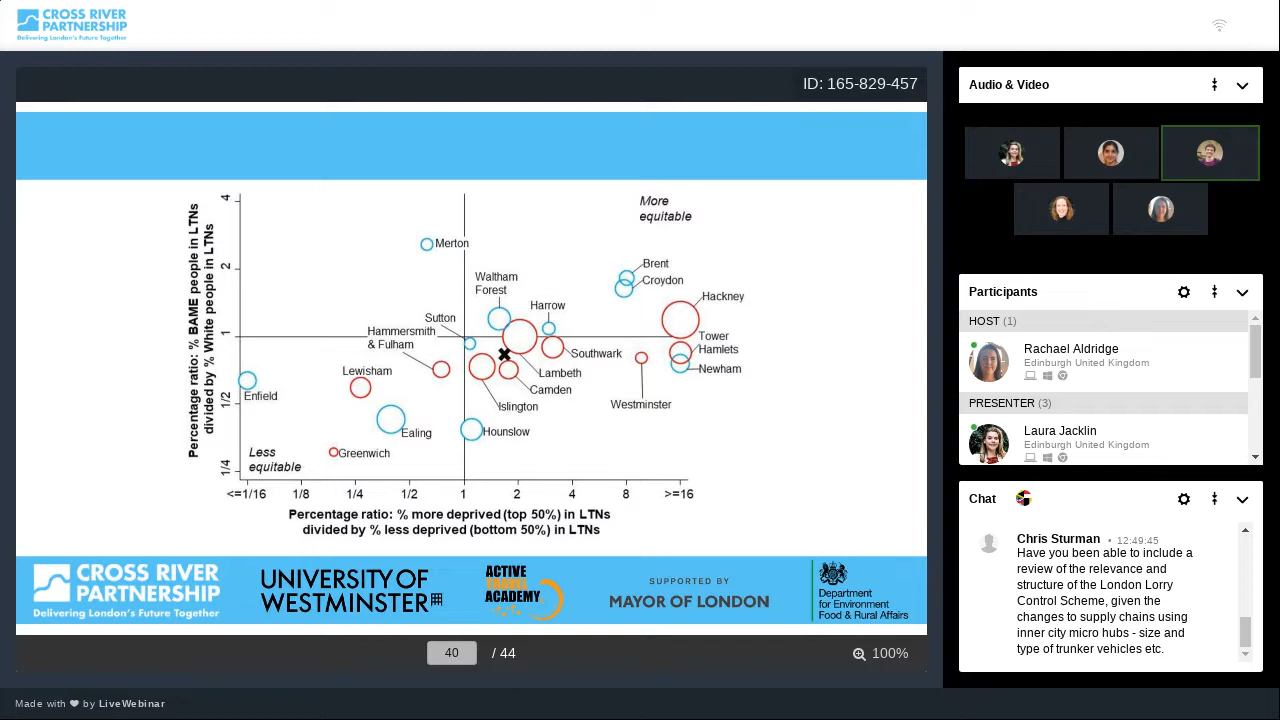 CROSS RIVER
PARTNERSHIP
Delivering London's Future Together
ID: 165-829-457
Percentage ratio: % BAME people in LTNs
divided by % White people in LTNs
4
2
1
1/2
1/4
More
equitable
Merton
Brent
Croydon
Waltham
Forest
Harrow
Hackney
Sutton
Hammersmith
& Fulham
Tower
Hamlets
Southwark
Lewisham
Lambeth
Newham
Camden
Enfield
Islington
Westminster
Ealing
Hounslow
Less
equitable
Greenwich
<=1/16 1/8 1/4 1/2 1 2 4 8 >=16
Percentage ratio: % more deprived (top 50%) in LTNs
divided by % less deprived (bottom 50%) in LTNs
CROSS RIVER
PARTNERSHIP
Delivering London's Future Together
UNIVERSITY OF
WESTMINSTER
ACTIVE
TRAVEL
ACADEMY
SUPPORTED BY
MAYOR OF LONDON
Department
for Environment
Food & Rural Affairs
40 / 44
100%
Made with by LiveWebinar
Audio & Video
Participants
HOST (1)
Rachael Aldridge
Edinburgh United Kingdom
PRESENTER (3)
Laura Jacklin
Edinburgh United Kingdom
Chat
Chris Sturman • 12:49:45
Have you been able to include a
review of the relevance and
structure of the London Lorry
Control Scheme, given the
changes to supply chains using
inner city micro hubs - size and
type of trunker vehicles etc.